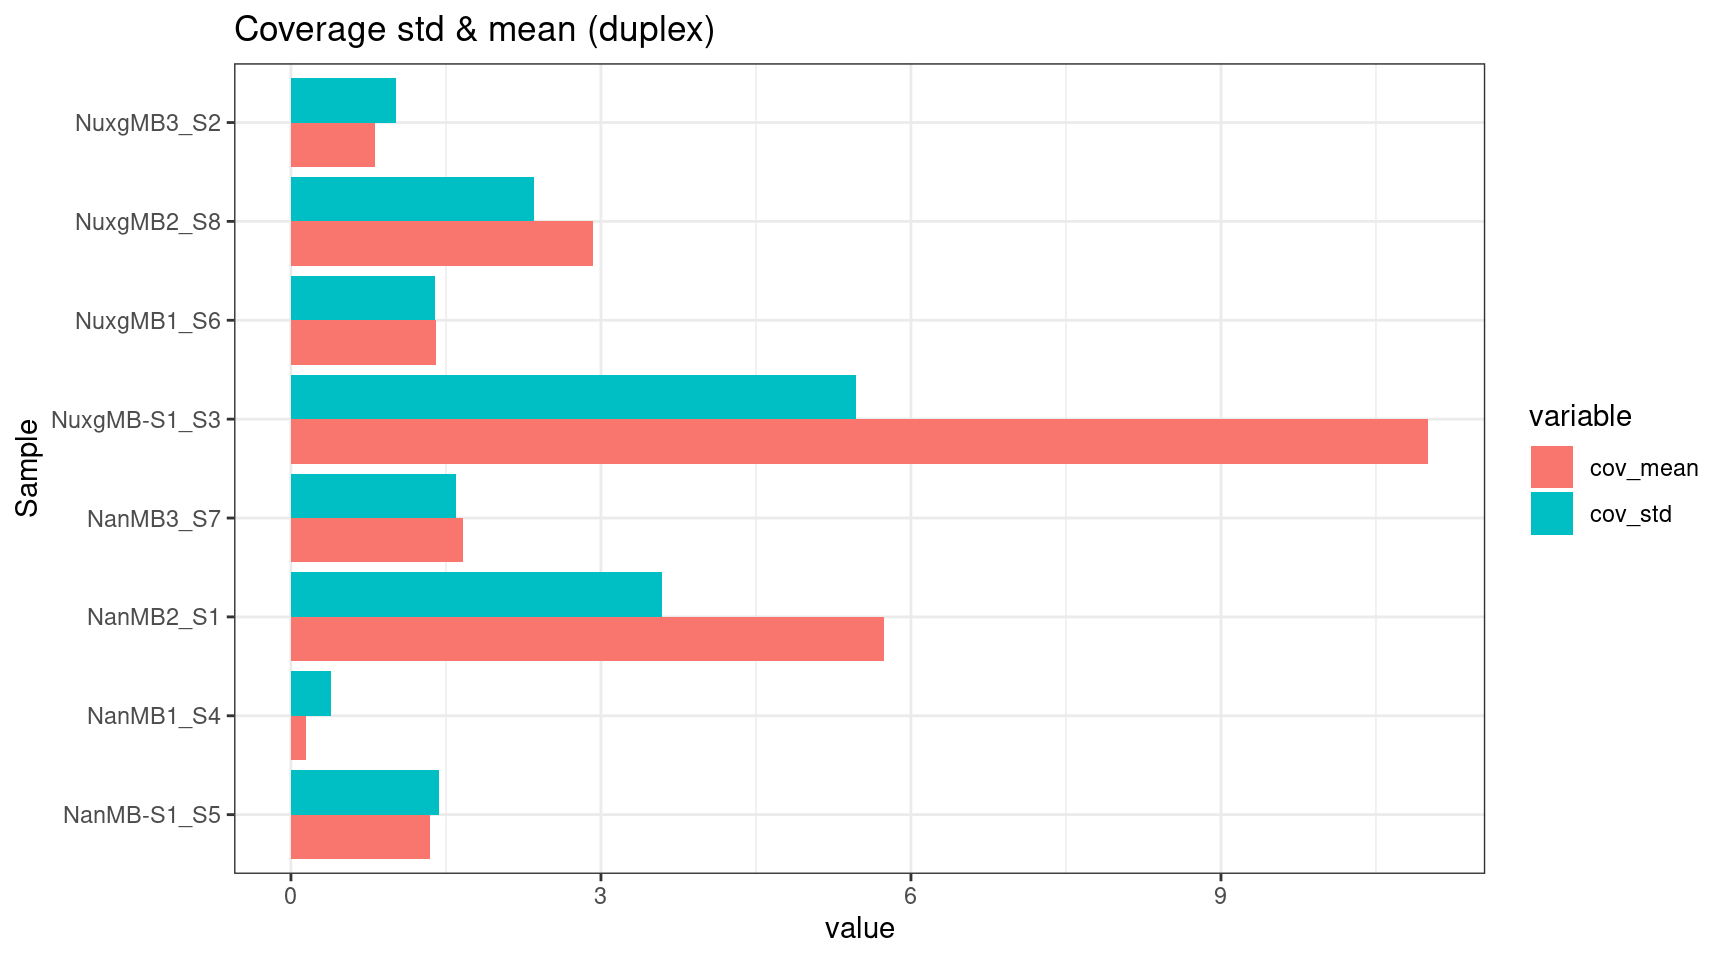 Coverage std & mean (duplex)
NuxgMB3_S2
NuxgMB2_S8
NuxgMB1_S6
NuxgMB-S1_S3
NanMB3_S7
NanMB2_S1
NanMB1_S4
NanMB-S1_S5
Sample
0 3 6 9
value
variable
cov_mean
cov_std